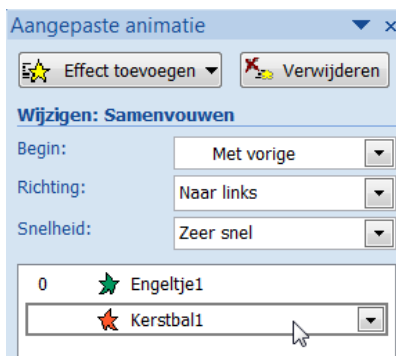 Aangepaste animatie
Effect toevoegen Verwijderen
Wijzigen: Samenvouwen
Begin: Met vorige
Richting: Naar links
Snelheid: Zeer snel
0 Engeltje1
Kerstbal1